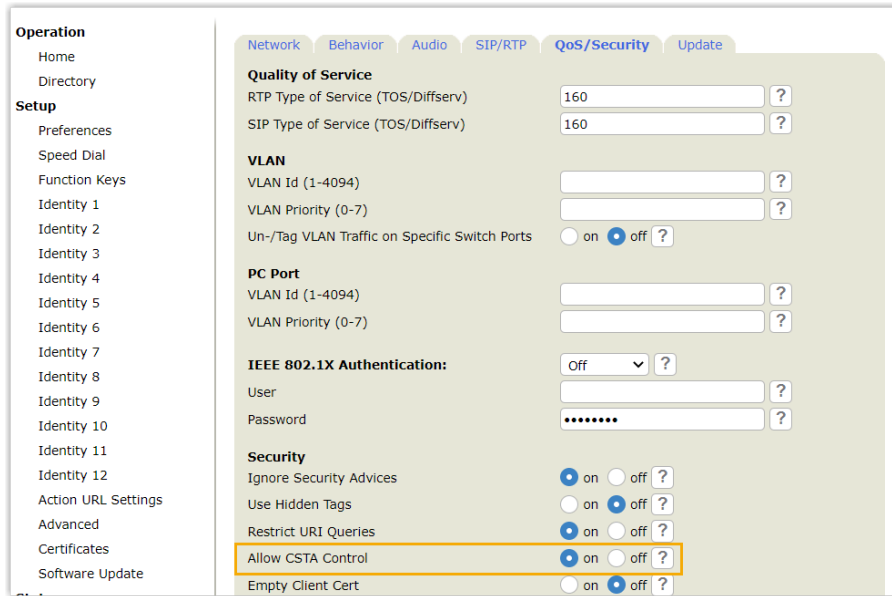 Operation
Home
Directory
Setup
Preferences
Speed Dial
Function Keys
Identity 1
Identity 2
Identity 3
Identity 4
Identity 5
Identity 6
Identity 7
Identity 8
Identity 9
Identity 10
Identity 11
Identity 12
Action URL Settings
Advanced
Certificates
Software Update
Network Behavior Audio SIP/RTP QoS/Security Update
Quality of Service
RTP Type of Service (TOS/Diffserv) 160 ?
SIP Type of Service (TOS/Diffserv) 160 ?
VLAN
VLAN Id (1-4094) ?
VLAN Priority (0-7) ?
Un-/Tag VLAN Traffic on Specific Switch Ports on off ?
PC Port
VLAN Id (1-4094) ?
VLAN Priority (0-7) ?
IEEE 802.1X Authentication: Off ?
User ?
Password •••••••• ?
Security
Ignore Security Advices on off ?
Use Hidden Tags on off ?
Restrict URI Queries on off ?
Allow CSTA Control on off ?
Empty Client Cert on off ?